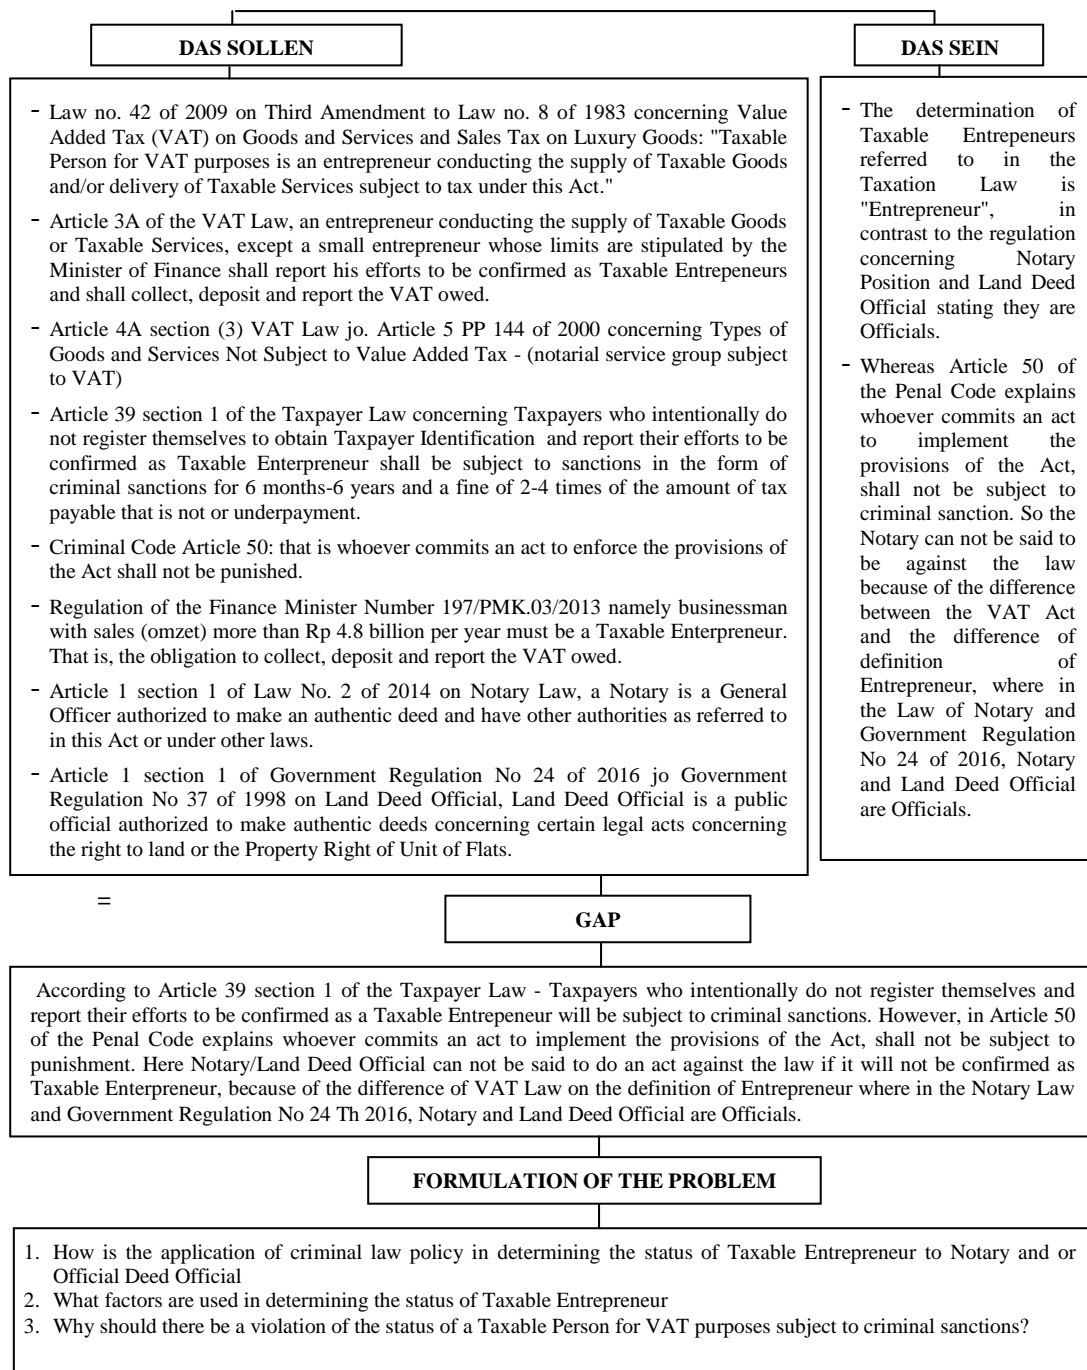 DAS SOLLEN
- Law no. 42 of 2009 on Third Amendment to Law no. 8 of 1983 concerning Value
Added Tax (VAT) on Goods and Services and Sales Tax on Luxury Goods: "Taxable
Person for VAT purposes is an entrepreneur conducting the supply of Taxable Goods
and/or delivery of Taxable Services subject to tax under this Act."
- Article 3A of the VAT Law, an entrepreneur conducting the supply of Taxable Goods
or Taxable Services, except a small entrepreneur whose limits are stipulated by the
Minister of Finance shall report his efforts to be confirmed as Taxable Entrepeneurs
and shall collect, deposit and report the VAT owed.
- Article 4A section (3) VAT Law jo. Article 5 PP 144 of 2000 concerning Types of
Goods and Services Not Subject to Value Added Tax - (notarial service group subject
to VAT)
- Article 39 section 1 of the Taxpayer Law concerning Taxpayers who intentionally do
not register themselves to obtain Taxpayer Identification and report their efforts to be
confirmed as Taxable Enterpreneur shall be subject to sanctions in the form of
criminal sanctions for 6 months-6 years and a fine of 2-4 times of the amount of tax
payable that is not or underpayment.
- Criminal Code Article 50: that is whoever commits an act to enforce the provisions of
the Act shall not be punished.
- Regulation of the Finance Minister Number 197/PMK.03/2013 namely businessman
with sales (omzet) more than Rp 4.8 billion per year must be a Taxable Enterpreneur.
That is, the obligation to collect, deposit and report the VAT owed.
- Article 1 section 1 of Law No. 2 of 2014 on Notary Law, a Notary is a General
Officer authorized to make an authentic deed and have other authorities as referred to
in this Act or under other laws.
- Article 1 section 1 of Government Regulation No 24 of 2016 jo Government
Regulation No 37 of 1998 on Land Deed Official, Land Deed Official is a public
official authorized to make authentic deeds concerning certain legal acts concerning
the right to land or the Property Right of Unit of Flats.
DAS SEIN
- The determination of
Taxable Entrepeneurs
referred to in the
Taxation Law is
"Entrepreneur", in
contrast to the regulation
concerning Notary
Position and Land Deed
Official stating they are
Officials.
- Whereas Article 50 of
the Penal Code explains
whoever commits an act
to implement the
provisions of the Act,
shall not be subject to
criminal sanction. So the
Notary can not be said to
be against the law
because of the difference
between the VAT Act
and the difference of
definition of
Entrepreneur, where in
the Law of Notary and
Government Regulation
No 24 of 2016, Notary
and Land Deed Official
are Officials.
=
GAP
According to Article 39 section 1 of the Taxpayer Law - Taxpayers who intentionally do not register themselves and
report their efforts to be confirmed as a Taxable Entrepeneur will be subject to criminal sanctions. However, in Article 50
of the Penal Code explains whoever commits an act to implement the provisions of the Act, shall not be subject to
punishment. Here Notary/Land Deed Official can not be said to do an act against the law if it will not be confirmed as
Taxable Enterpreneur, because of the difference of VAT Law on the definition of Entrepreneur where in the Notary Law
and Government Regulation No 24 Th 2016, Notary and Land Deed Official are Officials.
FORMULATION OF THE PROBLEM
1. How is the application of criminal law policy in determining the status of Taxable Entrepreneur to Notary and or
Official Deed Official
2. What factors are used in determining the status of Taxable Entrepreneur
3. Why should there be a violation of the status of a Taxable Person for VAT purposes subject to criminal sanctions?